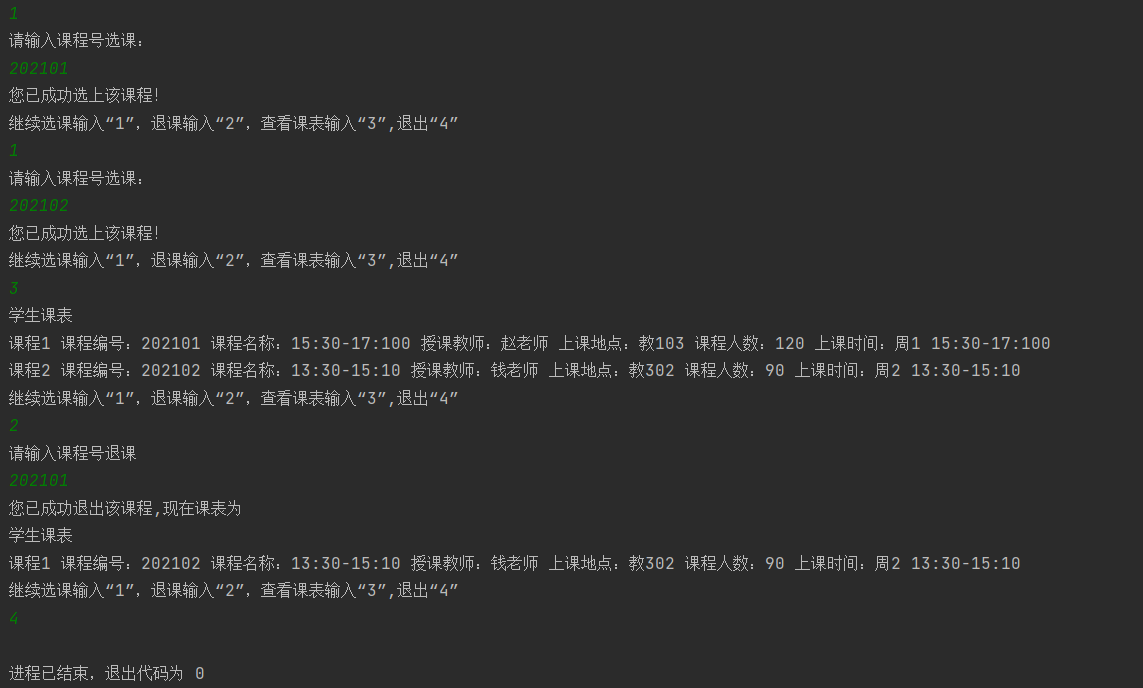 1
请输入课程号选课:
202101
您已成功选上该课程!
继续选课输入“1”，退课输入“2”，查看课表输入“3”,退出“4”
1
请输入课程号选课:
202102
您已成功选上该课程!
继续选课输入“1”，退课输入“2”，查看课表输入“3”,退出“4”
3
学生课表
课程1 课程编号：202101 课程名称：15:30-17:100 授课教师：赵老师 上课地点：教103 课程人数：120 上课时间：周1 15:30-17:100
课程2 课程编号：202102 课程名称：13:30-15:10 授课教师：钱老师 上课地点：教302 课程人数：90 上课时间：周2 13:30-15:10
继续选课输入“1”，退课输入“2”，查看课表输入“3”,退出“4”
2
请输入课程号退课
202101
您已成功退出该课程,现在课表为
学生课表
课程1 课程编号：202102 课程名称：13:30-15:10 授课教师：钱老师 上课地点：教302 课程人数：90 上课时间：周2 13:30-15:10
继续选课输入“1”，退课输入“2”，查看课表输入“3”,退出“4”
4
进程已结束，退出代码为 0